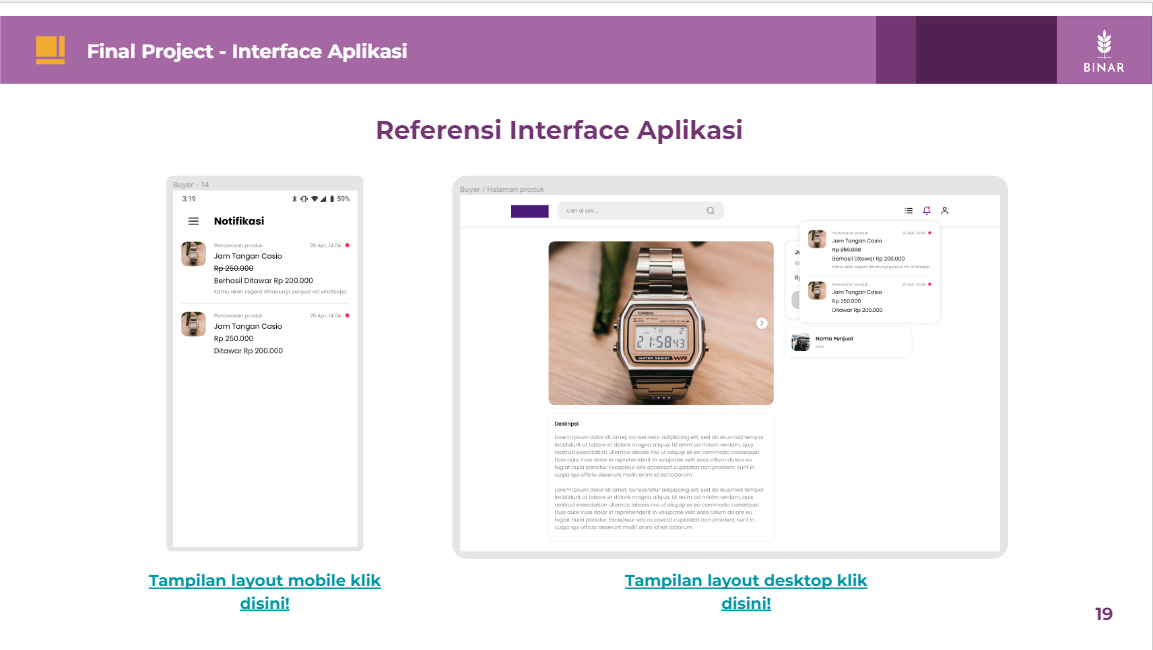 Final Project - Interface Aplikasi
BINAR
Referensi Interface Aplikasi
Buyer - 14
3:19
59%
Notifikasi
Penawaran produk
20 Apr, 14:04
Jam Tangan Casio
Rp 250.000
Berhasil Ditawar Rp 200.000
Kamu akan segera dihubungi penjual via whatsapp
Penawaran produk
20 Apr, 14:04
Jam Tangan Casio
Rp 250.000
Ditawar Rp 200.000
Tampilan layout mobile klik
disini!
Buyer / Halaman produk
Cari di sini ...
Penawaran produk
20 Apr, 14:04
Jam Tangan Casio
Rp 250.000
Berhasil Ditawar Rp 200.000
Kamu akan segera dihubungi penjual via whatsapp
Penawaran produk
20 Apr, 14:04
Jam Tangan Casio
Rp 250.000
Ditawar Rp 200.000
Nama Penjual
Kota
CASIO
21:58 43
WATER RESIST WR
Deskripsi
Lorem ipsum dolor sit amet, consectetur adipiscing elit, sed do eiusmod tempor
incididunt ut labore et dolore magna aliqua. Ut enim ad minim veniam, quis
nostrud exercitation ullamco laboris nisi ut aliquip ex ea commodo consequat.
Duis aute irure dolor in reprehenderit in voluptate velit esse cillum dolore eu
fugiat nulla pariatur. Excepteur sint occaecat cupidatat non proident, sunt in
culpa qui officia deserunt mollit anim id est laborum.
Lorem ipsum dolor sit amet, consectetur adipiscing elit, sed do eiusmod tempor
incididunt ut labore et dolore magna aliqua. Ut enim ad minim veniam, quis
nostrud exercitation ullamco laboris nisi ut aliquip ex ea commodo consequat.
Duis aute irure dolor in reprehenderit in voluptate velit esse cillum dolore eu
fugiat nulla pariatur. Excepteur sint occaecat cupidatat non proident, sunt in
culpa qui officia deserunt mollit anim id est laborum.
Tampilan layout desktop klik
disini!
19